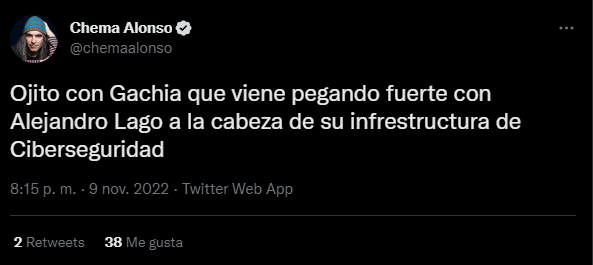 Chema Alonso
@chemaalonso
Ojito con Gachia que viene pegando fuerte con
Alejandro Lago a la cabeza de su infrestructura de
Ciberseguridad
8:15 p. m. · 9 nov. 2022 · Twitter Web App
2 Retweets 38 Me gusta